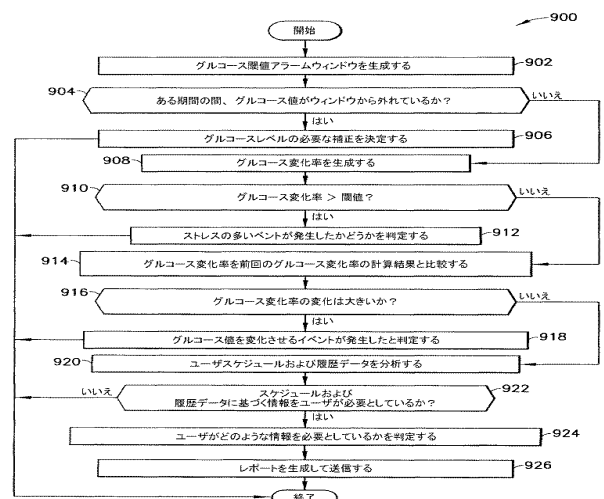 900
開始
グルコース閾値アラームウィンドウを生成する
902
904
ある期間の間、グルコース値がウィンドウから外れているか?
いいえ
はい
グルコースレベルの必要な補正を決定する
906
908
グルコース変化率を生成する
910
グルコース変化率 > 閾値?
いいえ
はい
ストレスの多いベントが発生したかどうかを判定する
912
914
グルコース変化率を前回のグルコース変化率の計算結果と比較する
916
グルコース変化率の変化は大きいか?
いいえ
はい
グルコース値を変化させるイベントが発生したと判定する
918
920
ユーザスケジュールおよび履歴データを分析する
いいえ
スケジュールおよび
履歴データに基づく情報をユーザが必要としているか?
922
はい
ユーザがどのような情報を必要としているかを判定する
924
レポートを生成して送信する
926
終了